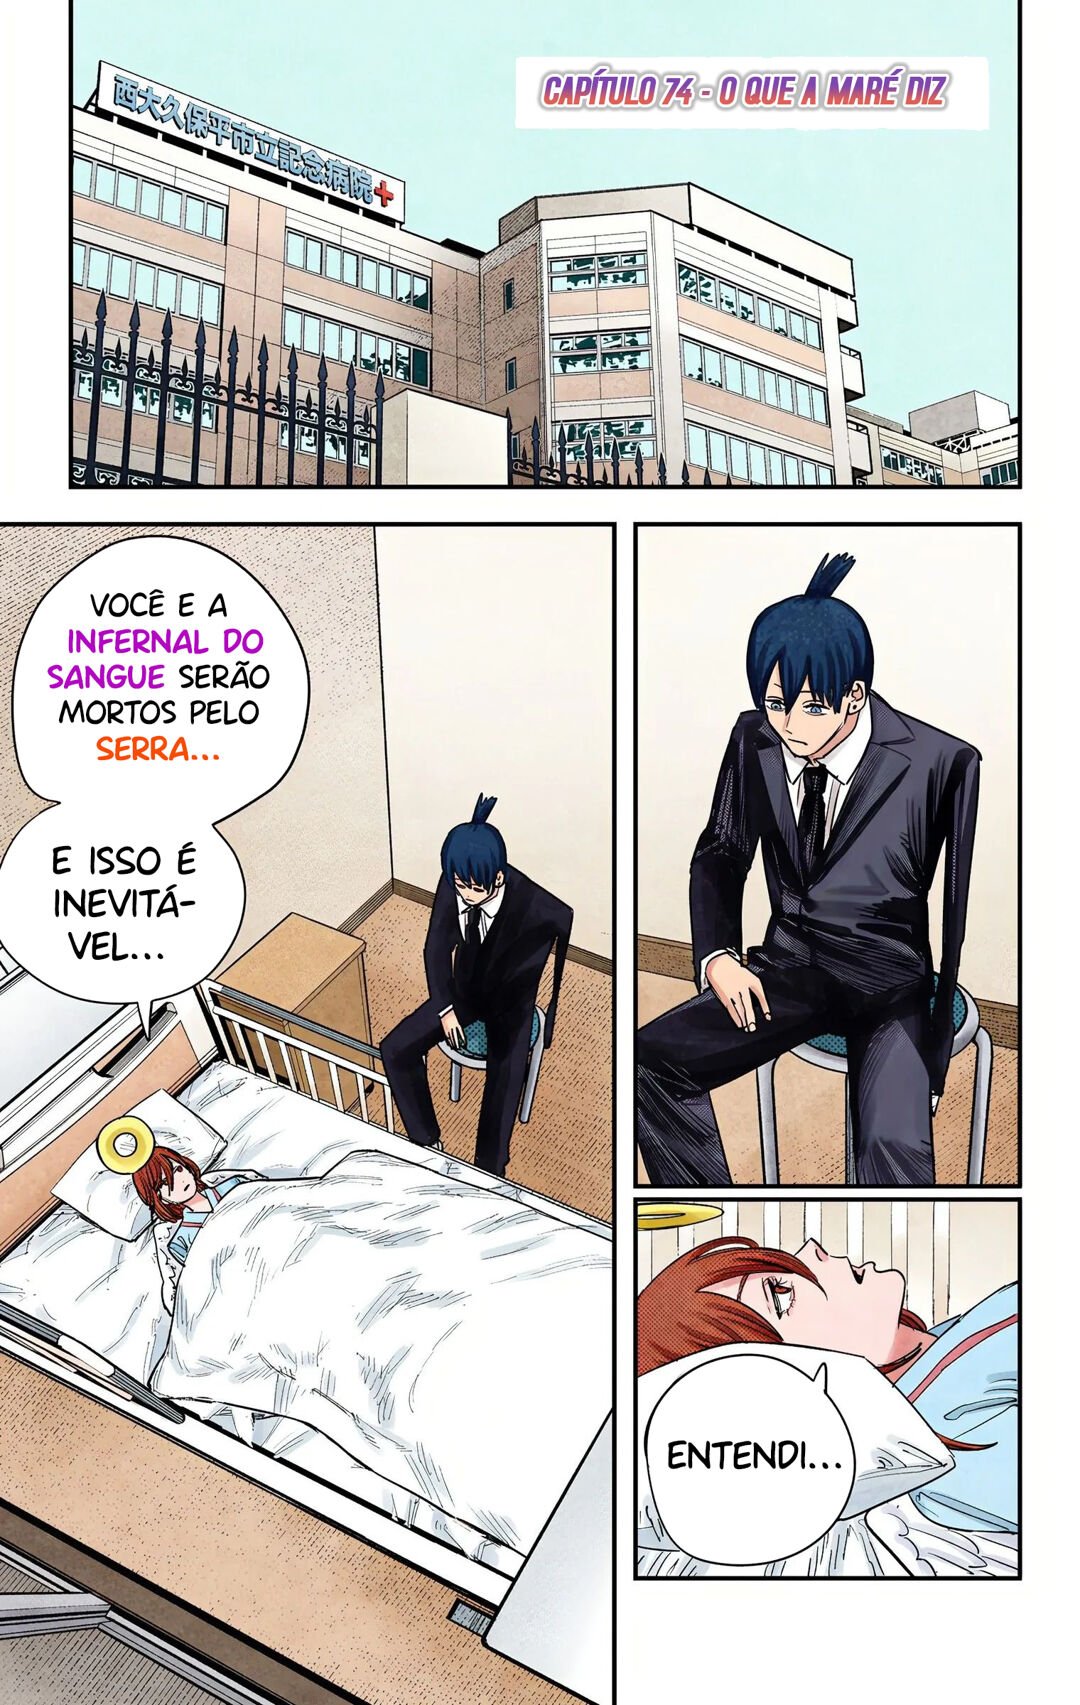 CAPÍTULO 74 - O QUE A MARÉ DIZ
西大久保平市立記念病院
ENTENDI...
VOCÊ E A
INFERNAL DO
SANGUE SERÃO
MORTOS PELO
SERRA...
E ISSO É
INEVITÁ-
VEL...